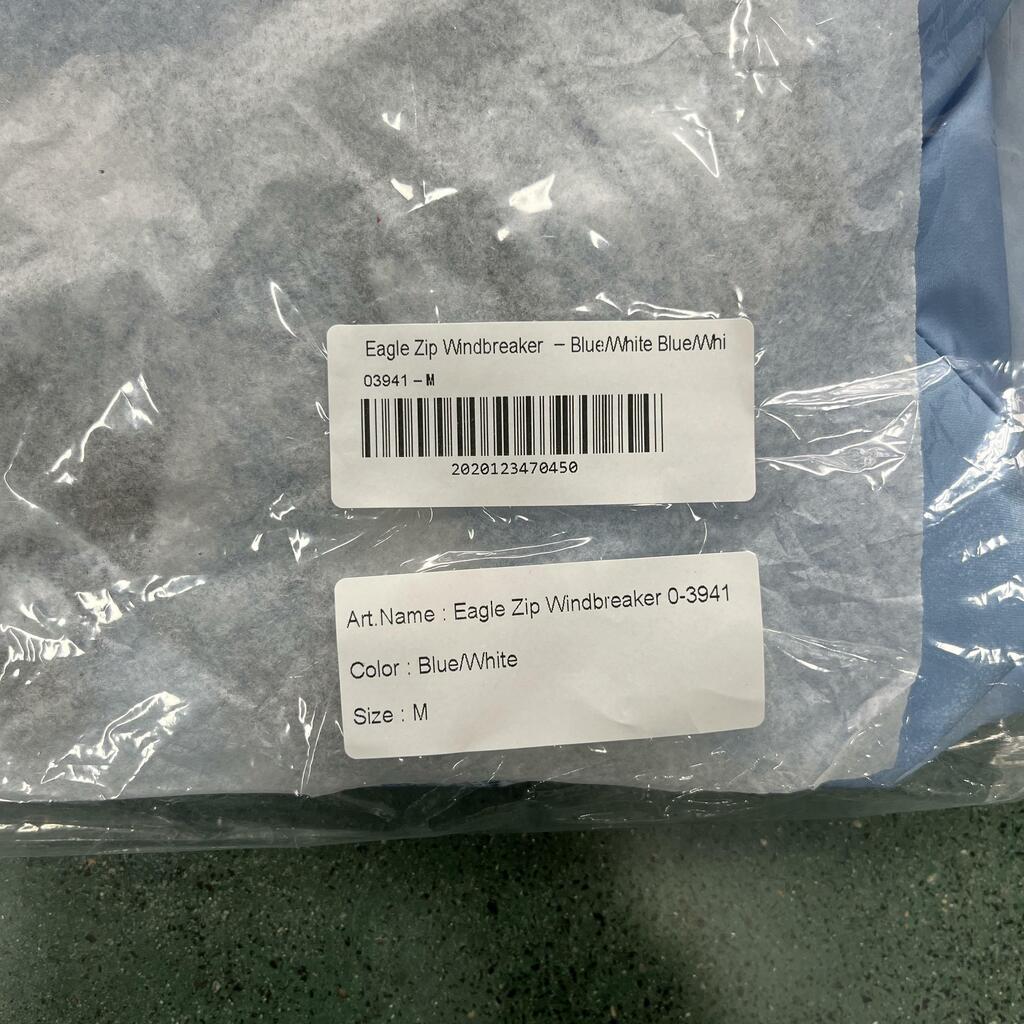 Eagle Zip Windbreaker – Blue/White Blue/Whi
03941 – M
2020123470450
Art.Name : Eagle Zip Windbreaker 0-3941
Color : Blue/White
Size : M